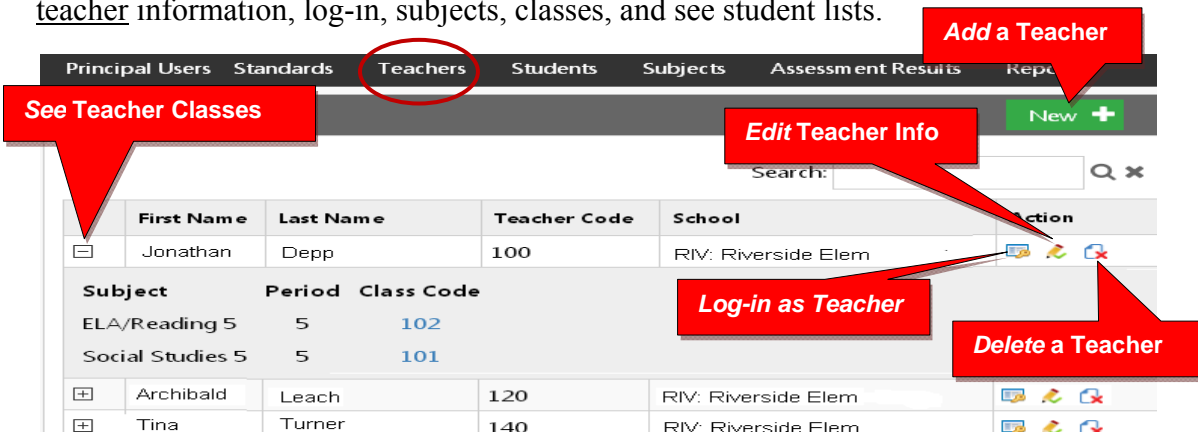 teacher information, log-in, subjects, classes, and see student lists.
Add a Teacher
Principal Users Standards Teachers Students Subjects Assessment Results Repo
See Teacher Classes
New
Edit Teacher Info
Search:
First Name Last Name Teacher Code School Action
Jonathan Depp 100 RIV: Riverside Elem
Subject Period Class Code
Log-in as Teacher
ELA/Reading 5 5 102
Social Studies 5 5 101
Delete a Teacher
Archibald Leach 120 RIV: Riverside Elem
Tina Turner 140 RIV: Riverside Elem